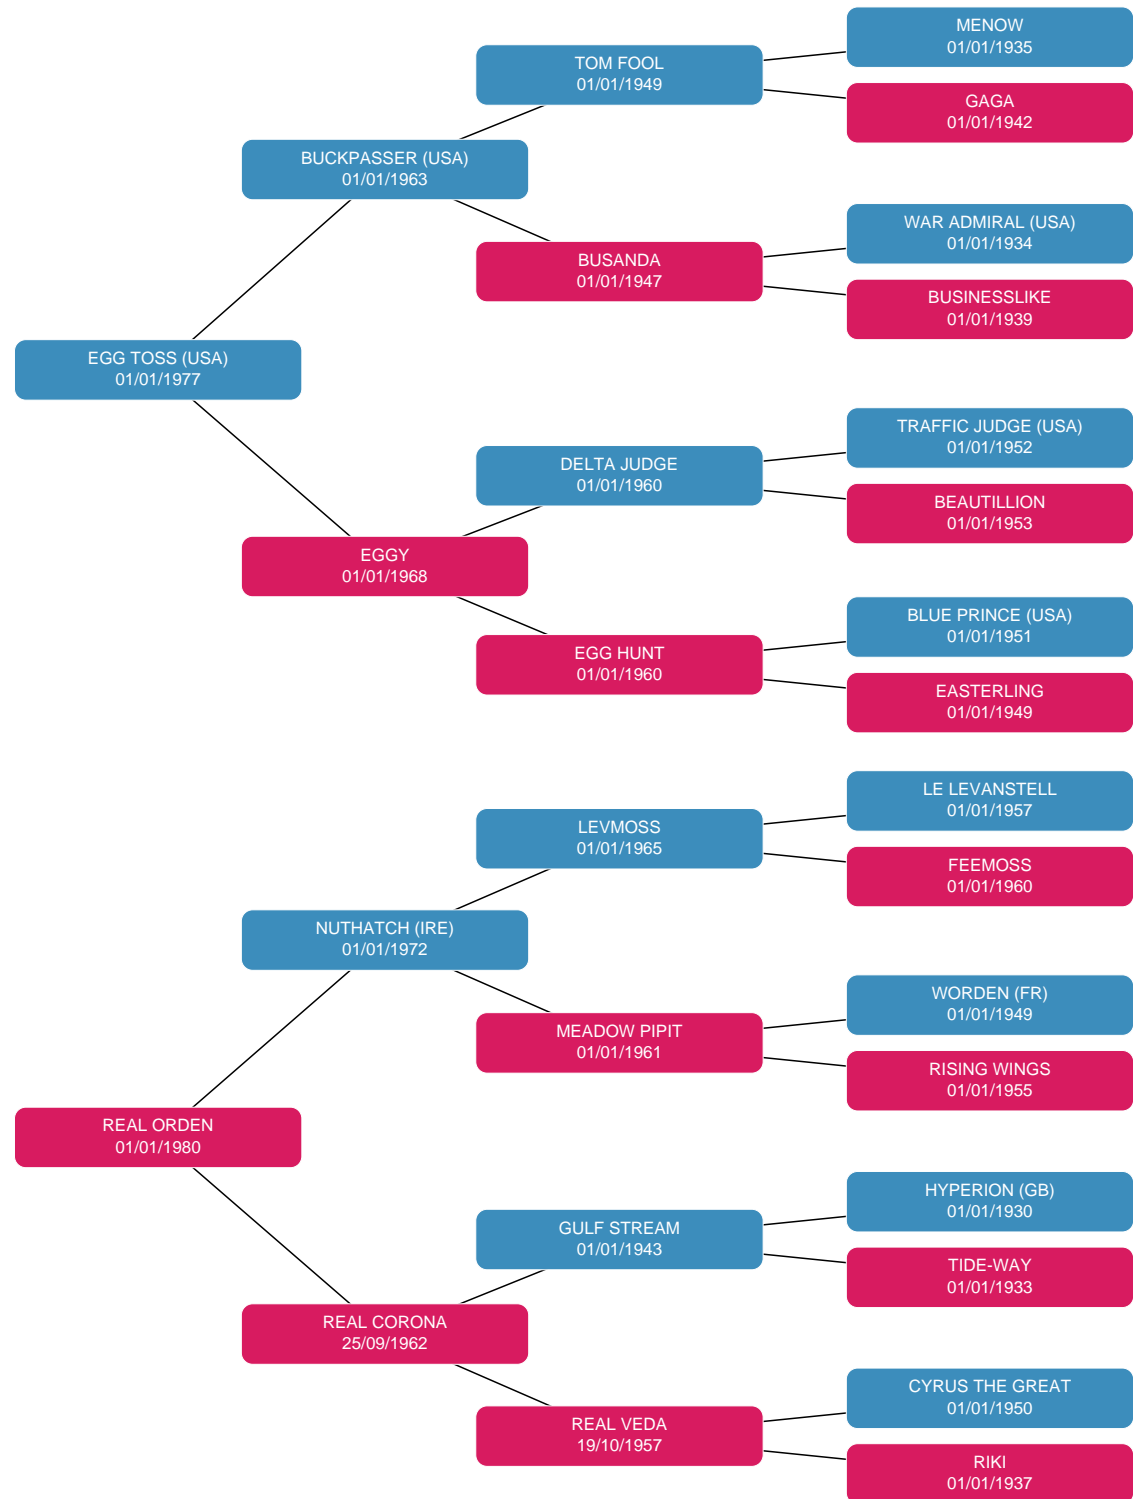 MENOW
01/01/1935
TOM FOOL
01/01/1949
GAGA
01/01/1942
BUCKPASSER (USA)
01/01/1963
WAR ADMIRAL (USA)
01/01/1934
BUSANDA
01/01/1947
BUSINESSLIKE
01/01/1939
EGG TOSS (USA)
01/01/1977
TRAFFIC JUDGE (USA)
01/01/1952
DELTA JUDGE
01/01/1960
BEAUTILLION
01/01/1953
EGGY
01/01/1968
BLUE PRINCE (USA)
01/01/1951
EGG HUNT
01/01/1960
EASTERLING
01/01/1949
LE LEVANSTELL
01/01/1957
LEVMOSS
01/01/1965
FEEMOSS
01/01/1960
NUTHATCH (IRE)
01/01/1972
WORDEN (FR)
01/01/1949
MEADOW PIPIT
01/01/1961
RISING WINGS
01/01/1955
REAL ORDEN
01/01/1980
HYPERION (GB)
01/01/1930
GULF STREAM
01/01/1943
TIDE-WAY
01/01/1933
REAL CORONA
25/09/1962
CYRUS THE GREAT
01/01/1950
REAL VEDA
19/10/1957
RIKI
01/01/1937